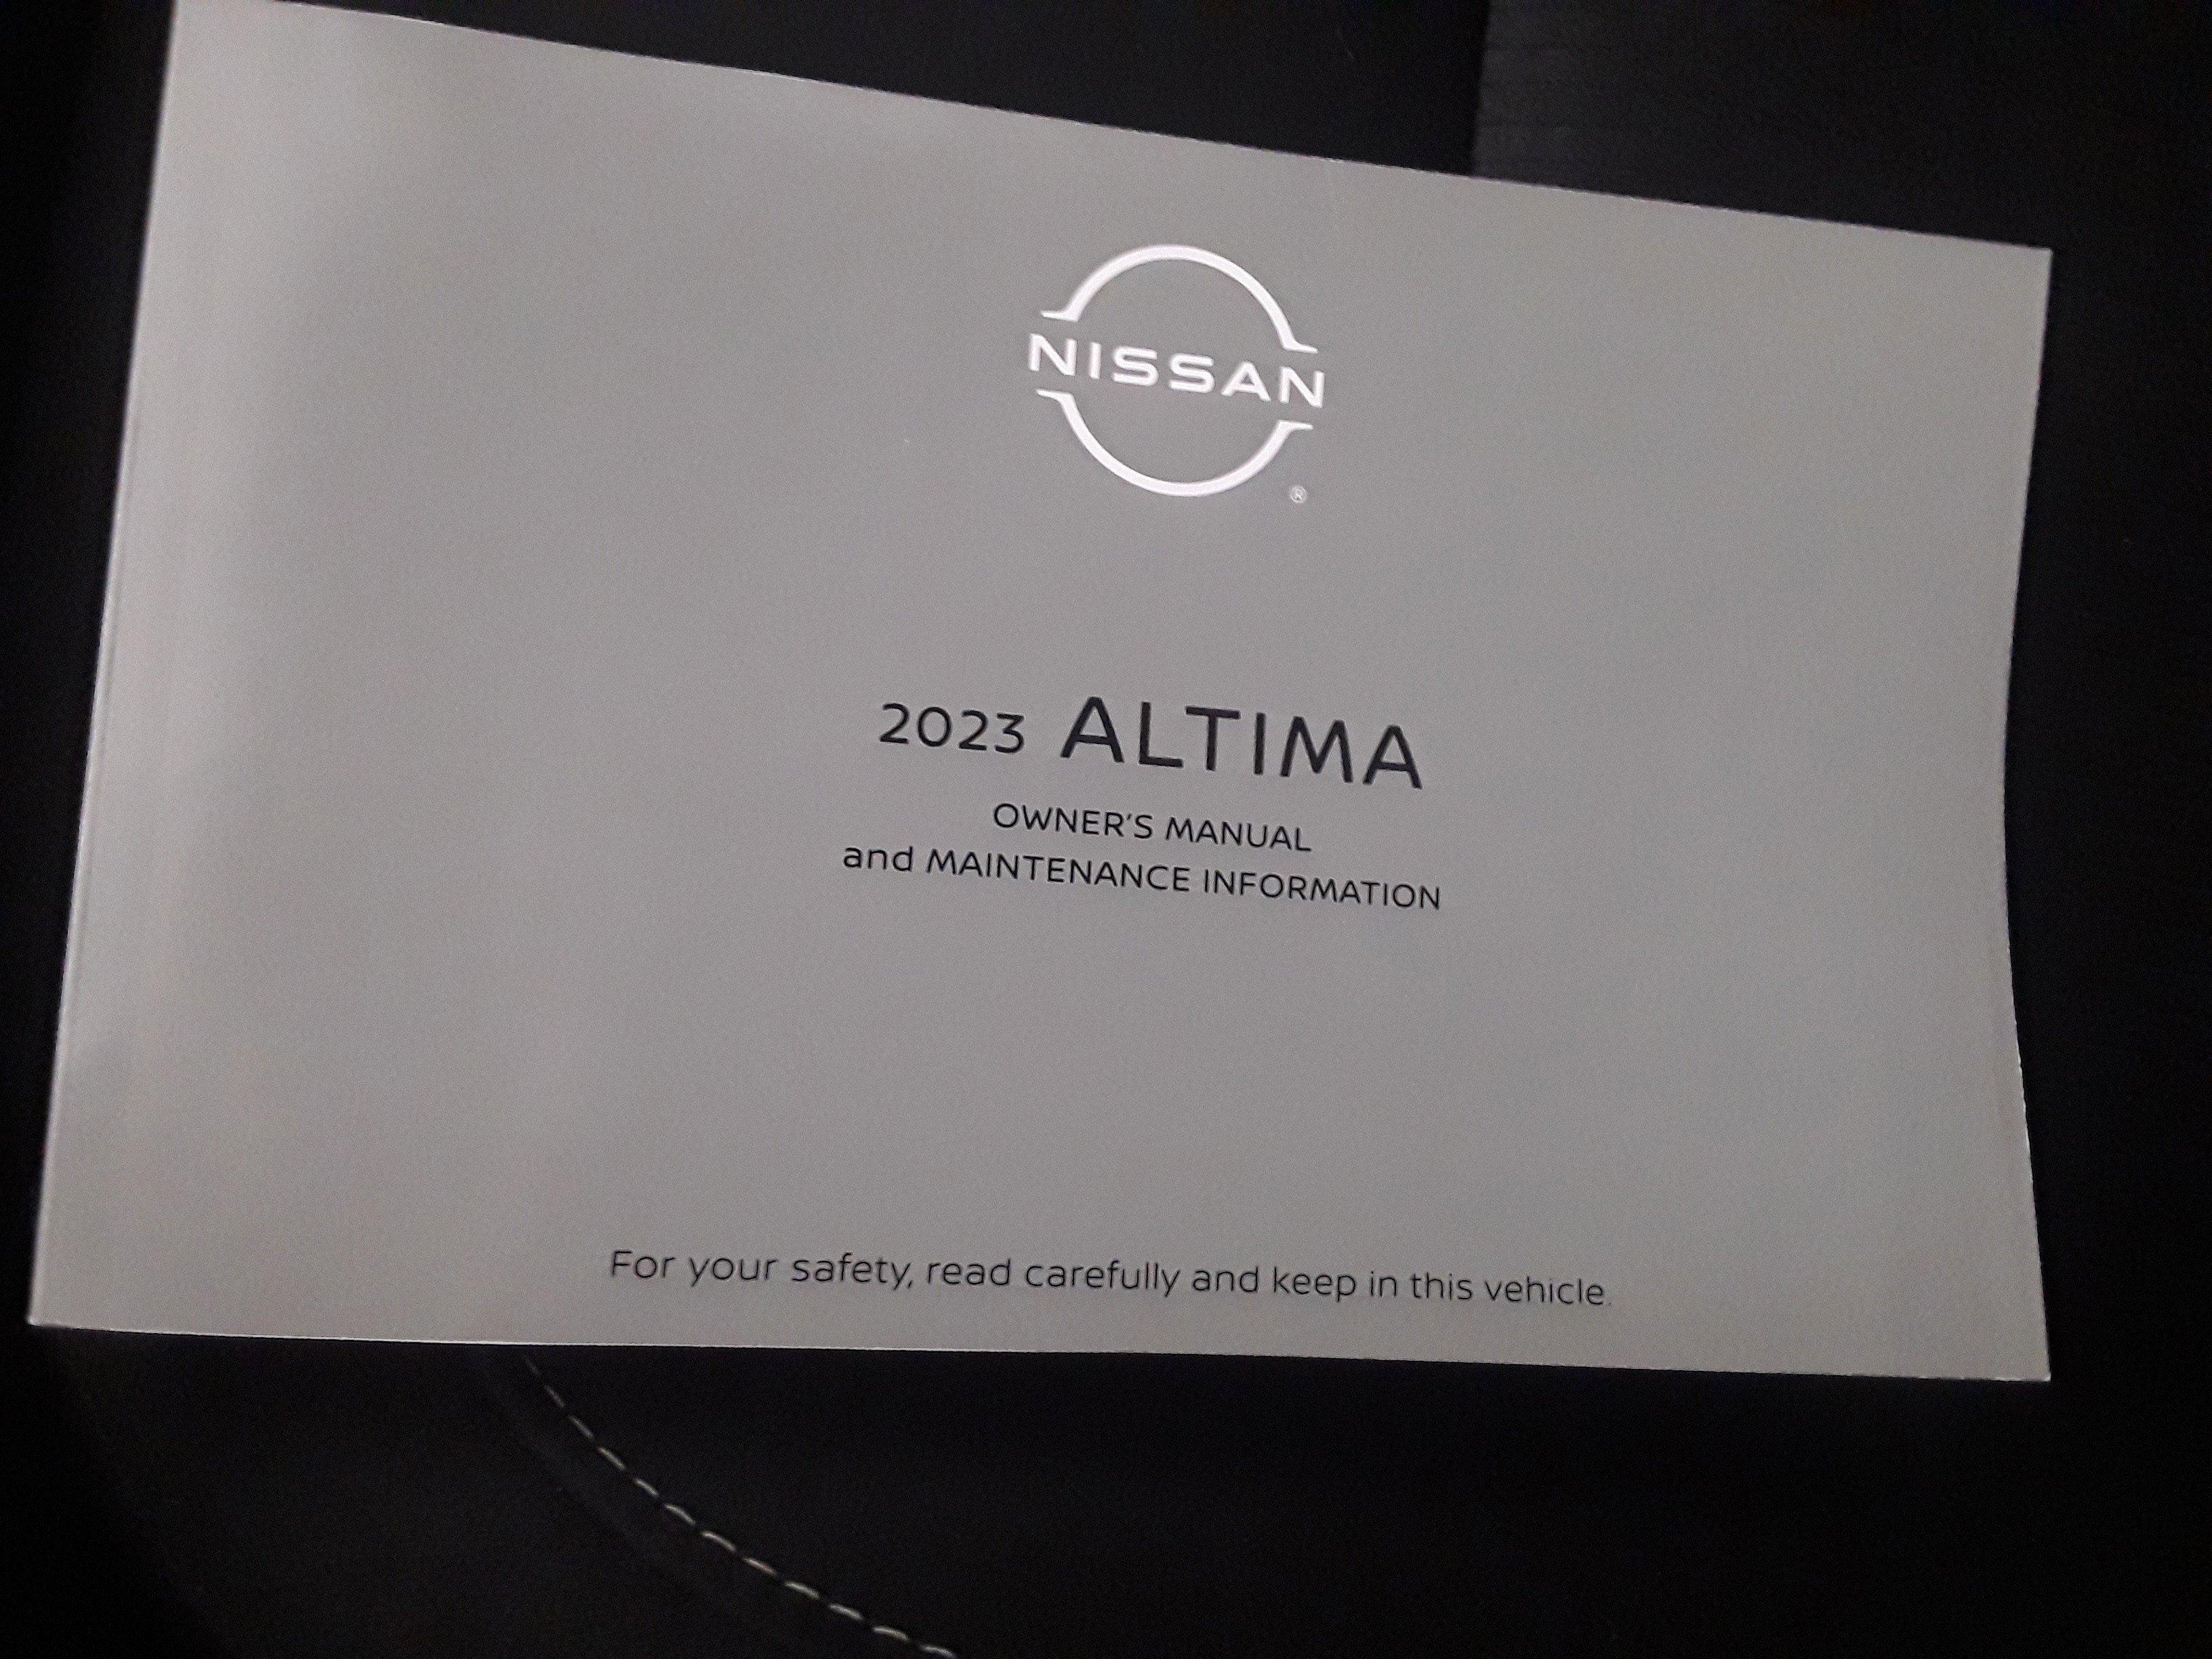 NISSAN
®
2023 ALTIMA
OWNER'S MANUAL
and MAINTENANCE INFORMATION
For your safety, read carefully and keep in this vehicle.